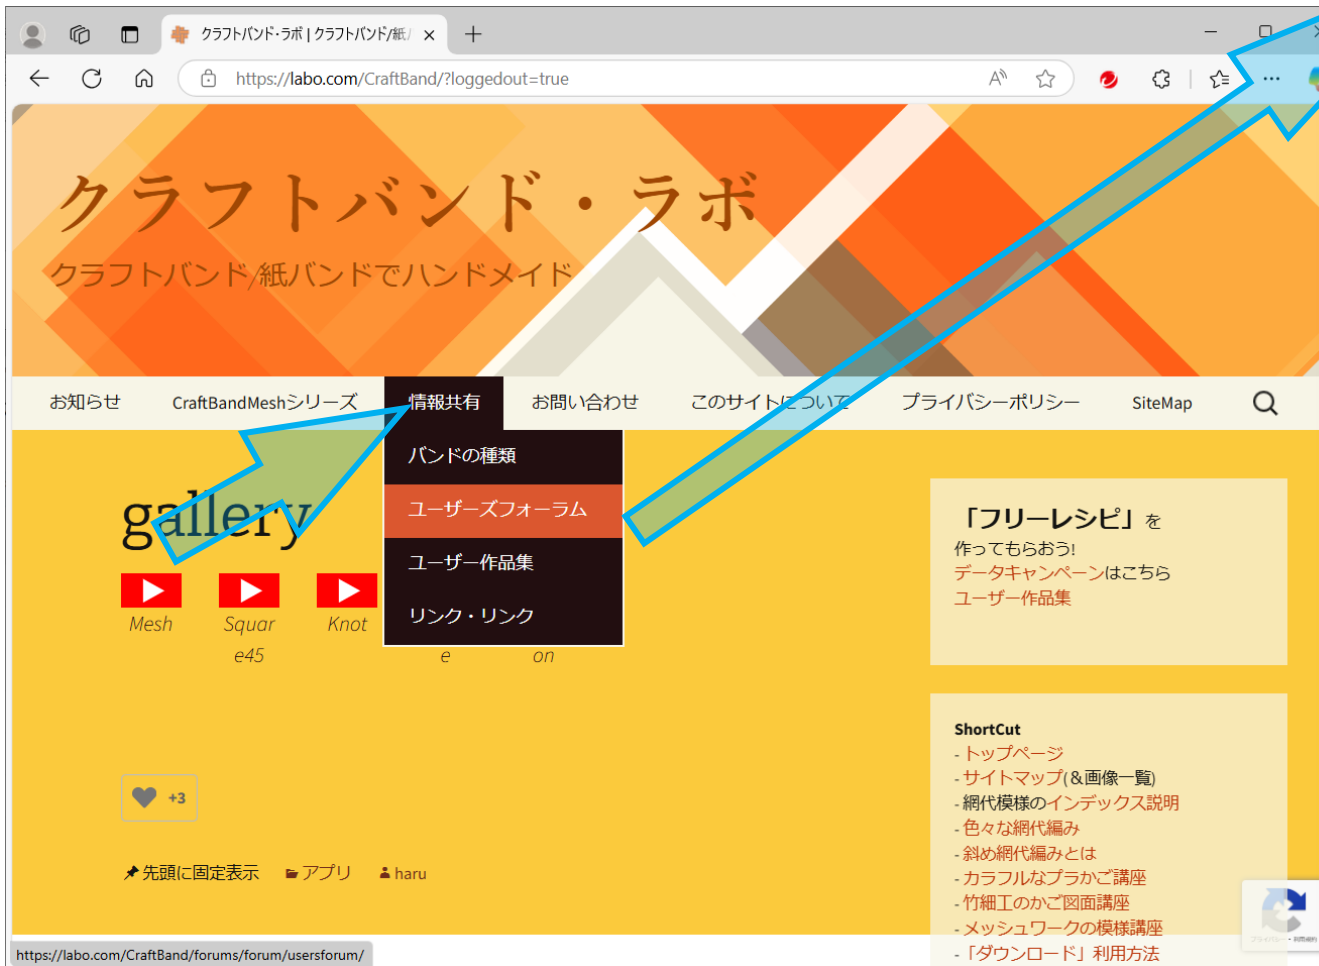 クラフトバンド・ラボ | クラフトバンド/紙
https://labo.com/CraftBand/?loggedout=true
クラフトバンド・ラボ
クラフトバンド/紙バンドでハンドメイド
お知らせ CraftBandMeshシリーズ 情報共有 お問い合わせ このサイトについて プライバシーポリシー SiteMap
バンドの種類
ユーザーズフォーラム
ユーザー作品集
リンク・リンク
gallery
Mesh Squar Knot
e45 e on
+3
先頭に固定表示 アプリ haru
「フリーレシピ」を
作ってもらおう!
データキャンペーンはこちら
ユーザー作品集
ShortCut
- トップページ
- サイトマップ(&画像一覧)
- 網代模様のインデックス説明
- 色々な網代編み
- 斜め網代編みとは
- カラフルなプラかご講座
- 竹細工のかご図面講座
- メッシュワークの模様講座
- 「ダウンロード」利用方法
https://labo.com/CraftBand/forums/forum/usersforum/